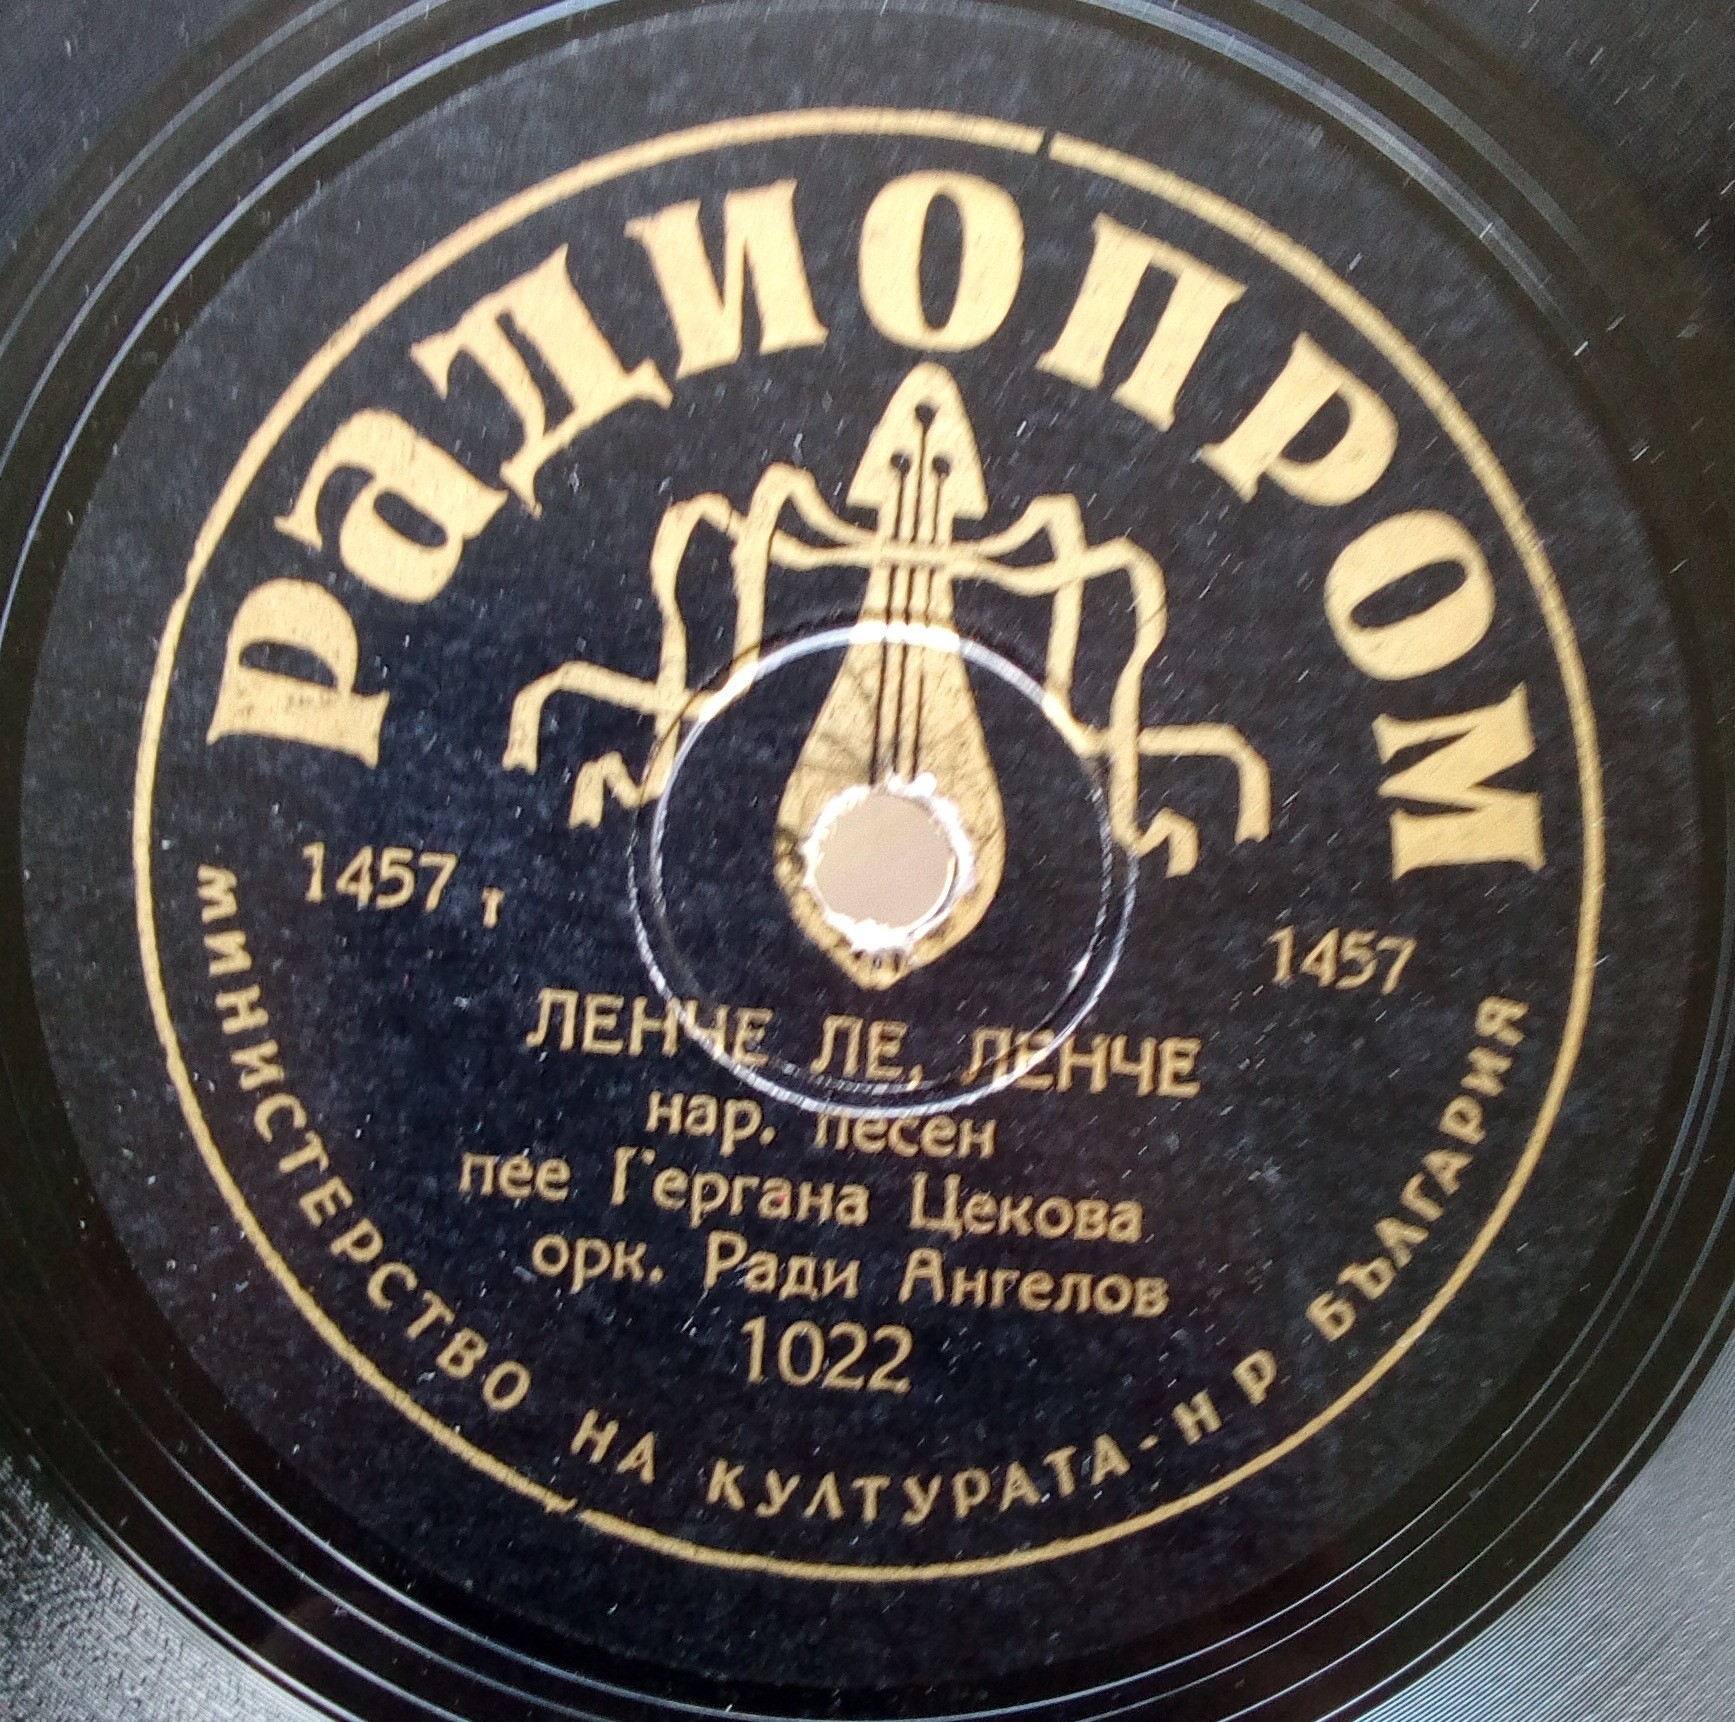 РАДИОПРОМ
1457 т
1457
ЛЕНЧЕ ЛЕ, ЛЕНЧЕ
нар. песен
пее Гергана Цекова
орк. Ради Ангелов
1022
МИНИСТЕРСТВО НА КУЛТУРАТА - НР БЪЛГАРИЯ